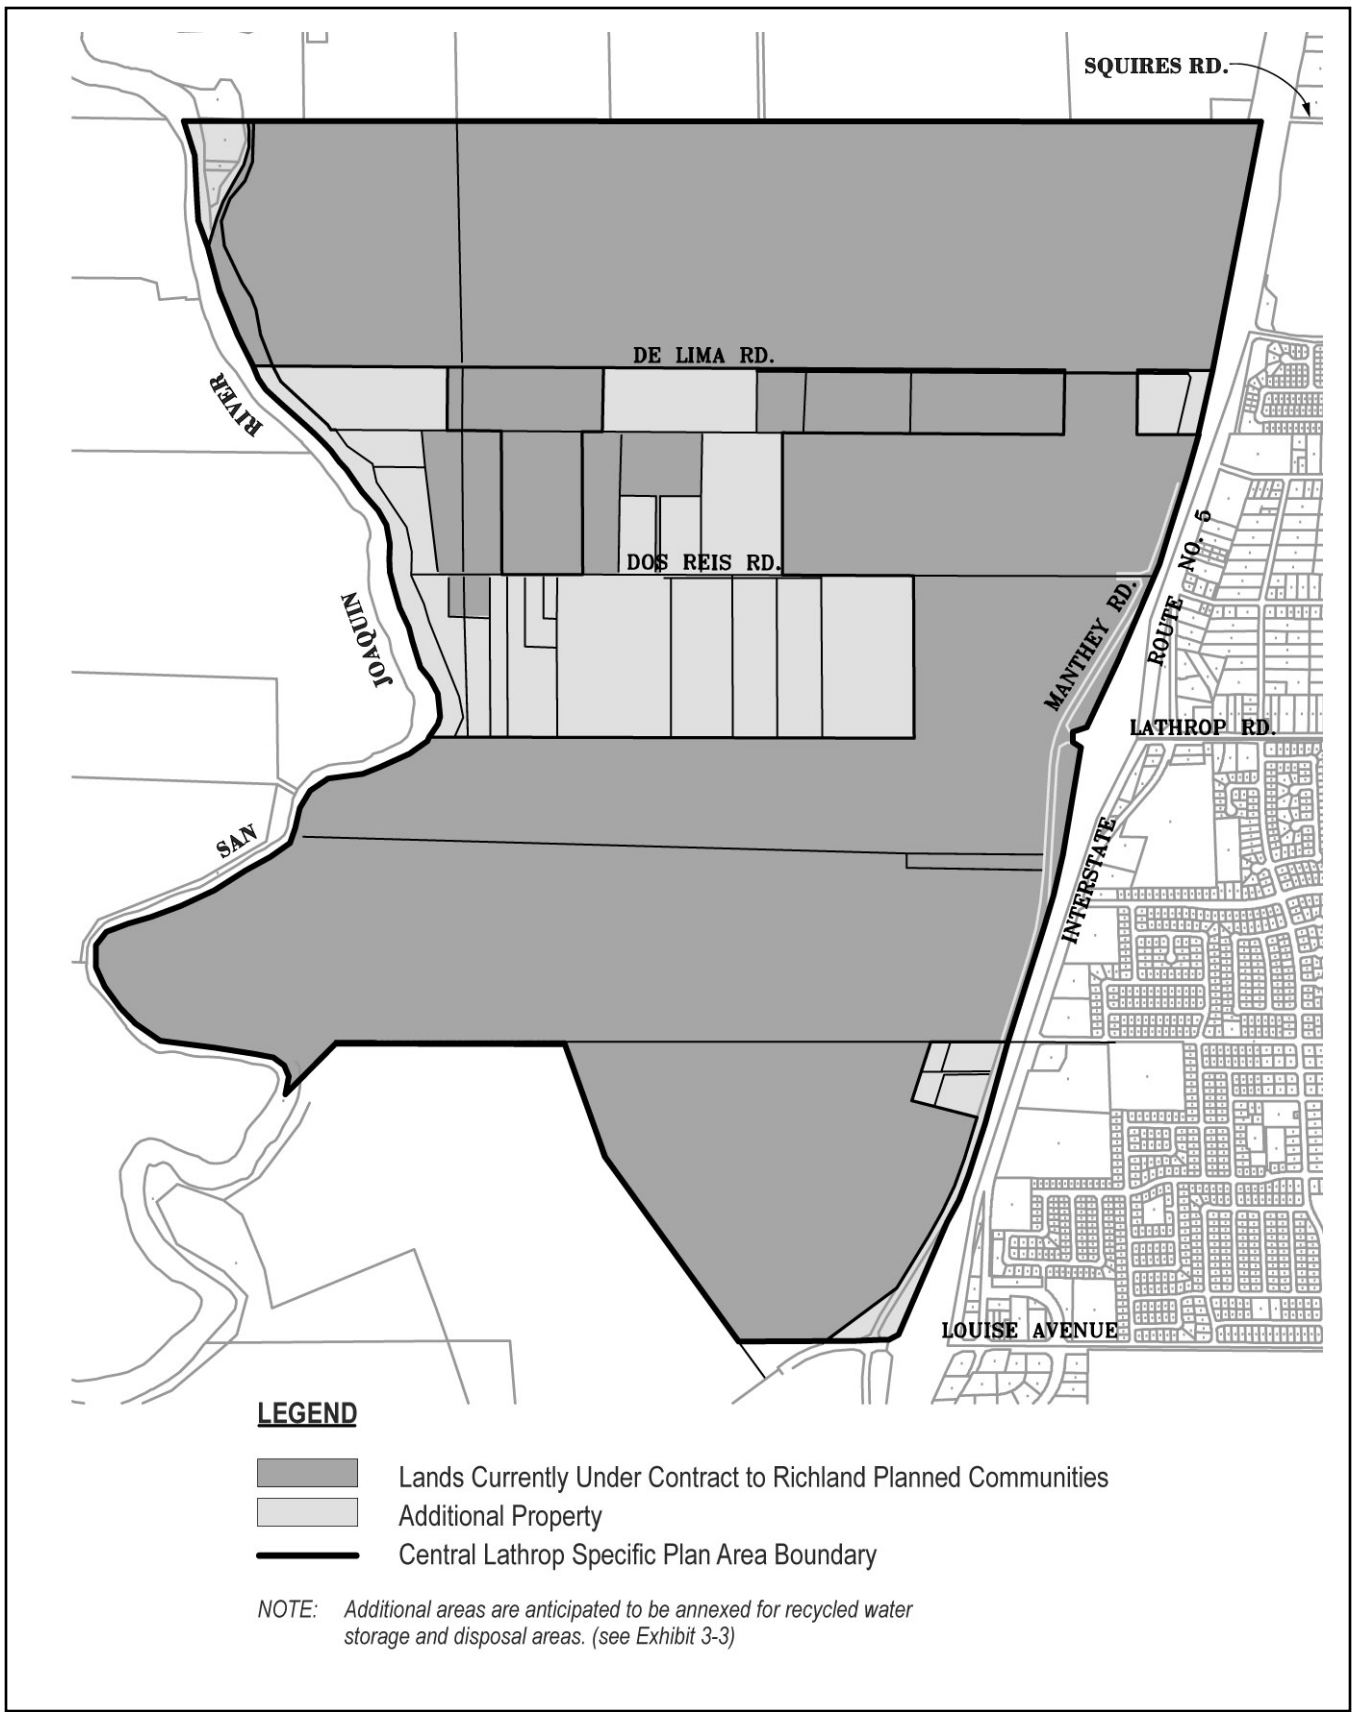 SQUIRES RD.
DE LIMA RD.
RIVER
DOS REIS RD.
JOAQUIN
MANTHEY RD.
ROUTE NO. 5
LATHROP RD.
SAN
INTERSTATE
LOUISE AVENUE
LEGEND
Lands Currently Under Contract to Richland Planned Communities
Additional Property
Central Lathrop Specific Plan Area Boundary
NOTE: Additional areas are anticipated to be annexed for recycled water
storage and disposal areas. (see Exhibit 3-3)